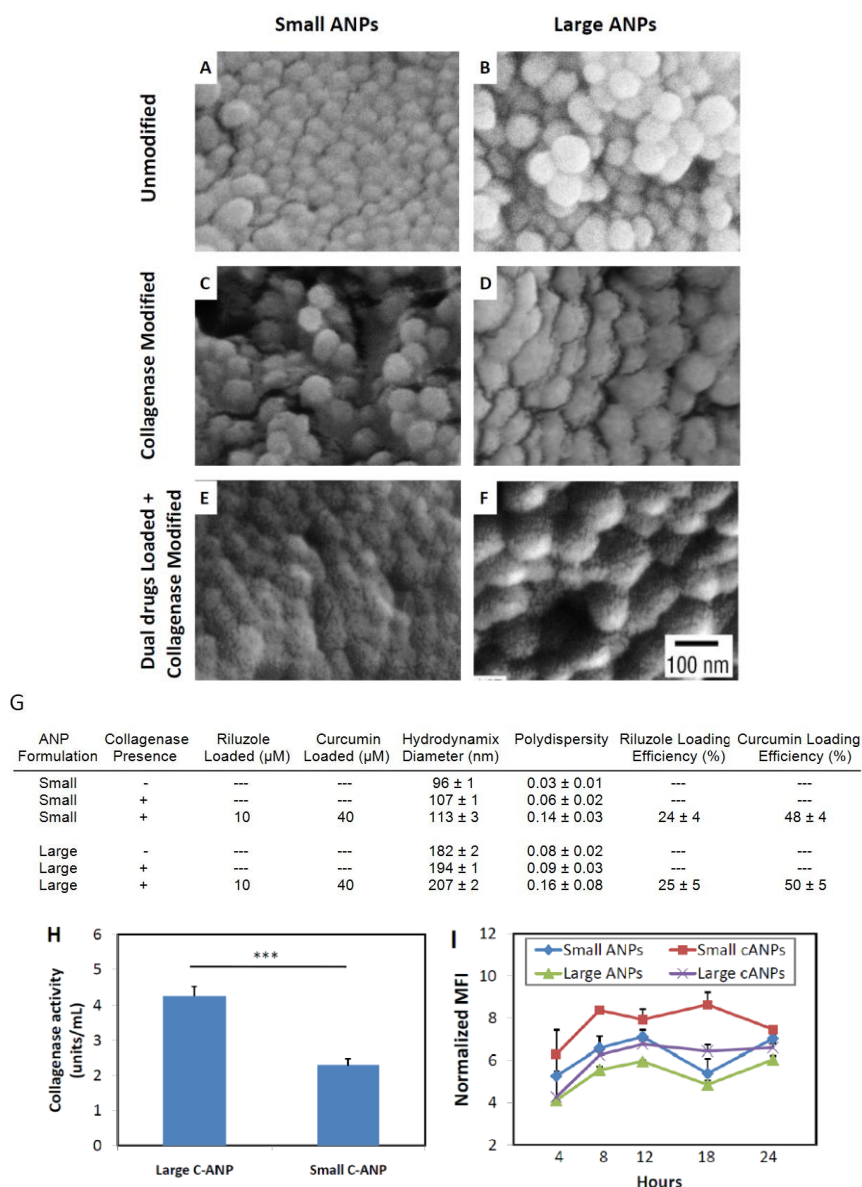 Small ANPs Large ANPs
Unmodified
A
B
Collagenase Modified
C
D
Dual drugs Loaded +
Collagenase Modified
E
F
100 nm
G
ANP Collagenase Riluzole Curcumin Hydrodynamix Polydispersity Riluzole Loading Curcumin Loading
Formulation Presence Loaded (µM) Loaded (µM) Diameter (nm) Efficiency (%) Efficiency (%)
Small - --- --- 96 ± 1 0.03 ± 0.01 --- ---
Small + --- --- 107 ± 1 0.06 ± 0.02 --- ---
Small + 10 40 113 ± 3 0.14 ± 0.03 24 ± 4 48 ± 4
Large - --- --- 182 ± 2 0.08 ± 0.02 --- ---
Large + --- --- 194 ± 1 0.09 ± 0.03 --- ---
Large + 10 40 207 ± 2 0.16 ± 0.08 25 ± 5 50 ± 5
H
Collagenase activity
(units/mL)
6
5
4
3
2
1
0
***
Large C-ANP Small C-ANP
I
Normalized MFI
12
10
8
6
4
2
Small ANPs Small cANPs
Large ANPs Large cANPs
4 8 12 18 24
Hours